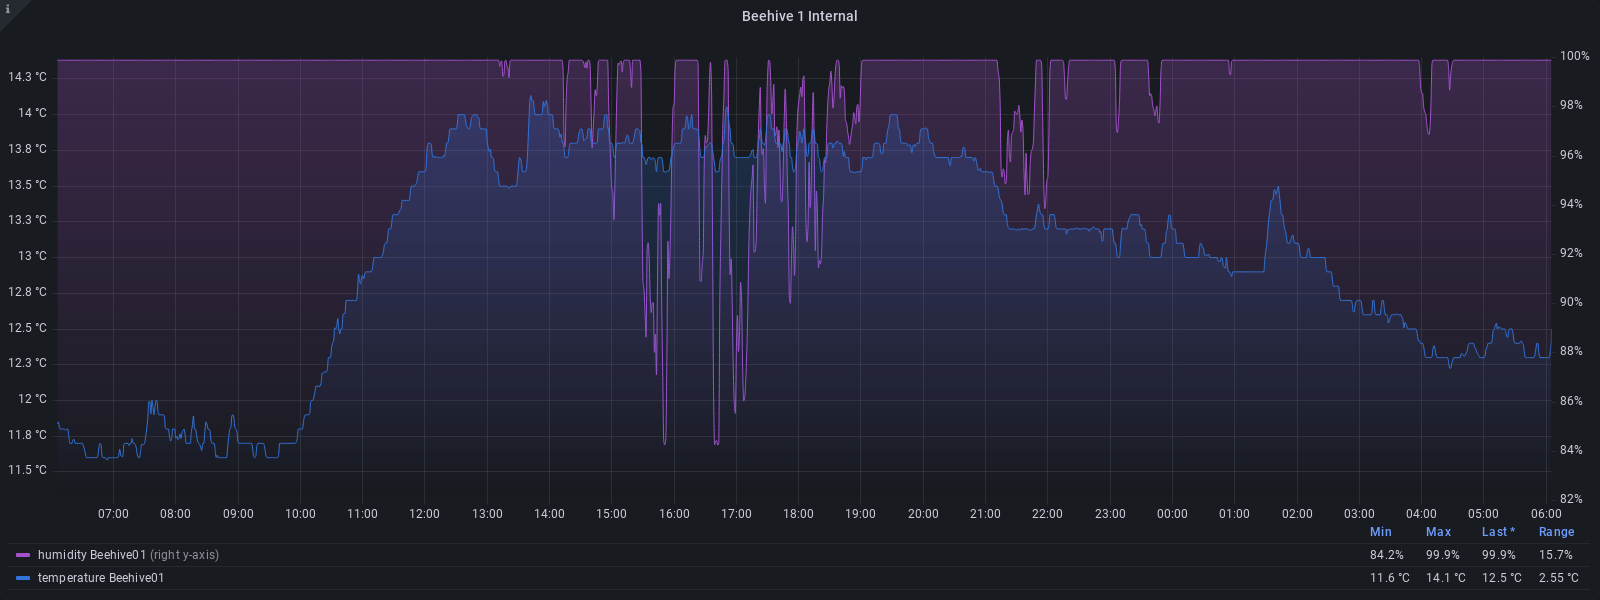 i
Beehive 1 Internal
14.3 °C
14 °C
13.8 °C
13.5 °C
13.3 °C
13 °C
12.8 °C
12.5 °C
12.3 °C
12 °C
11.8 °C
11.5 °C
100%
98%
96%
94%
92%
90%
88%
86%
84%
82%
07:00 08:00 09:00 10:00 11:00 12:00 13:00 14:00 15:00 16:00 17:00 18:00 19:00 20:00 21:00 22:00 23:00 00:00 01:00 02:00 03:00 04:00 05:00 06:00
Min Max Last * Range
humidity Beehive01 (right y-axis) 84.2% 99.9% 99.9% 15.7%
temperature Beehive01 11.6 °C 14.1 °C 12.5 °C 2.55 °C